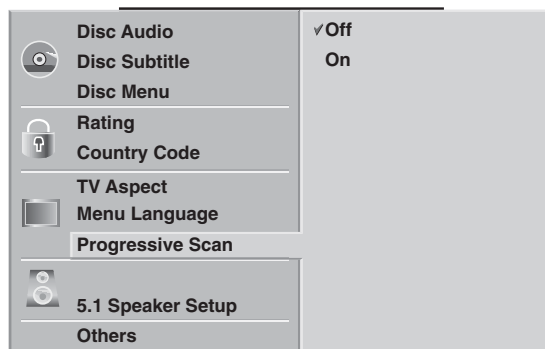 Disc Audio
Disc Subtitle
Disc Menu
Rating
Country Code
TV Aspect
Menu Language
Progressive Scan
5.1 Speaker Setup
Others
✓Off
On